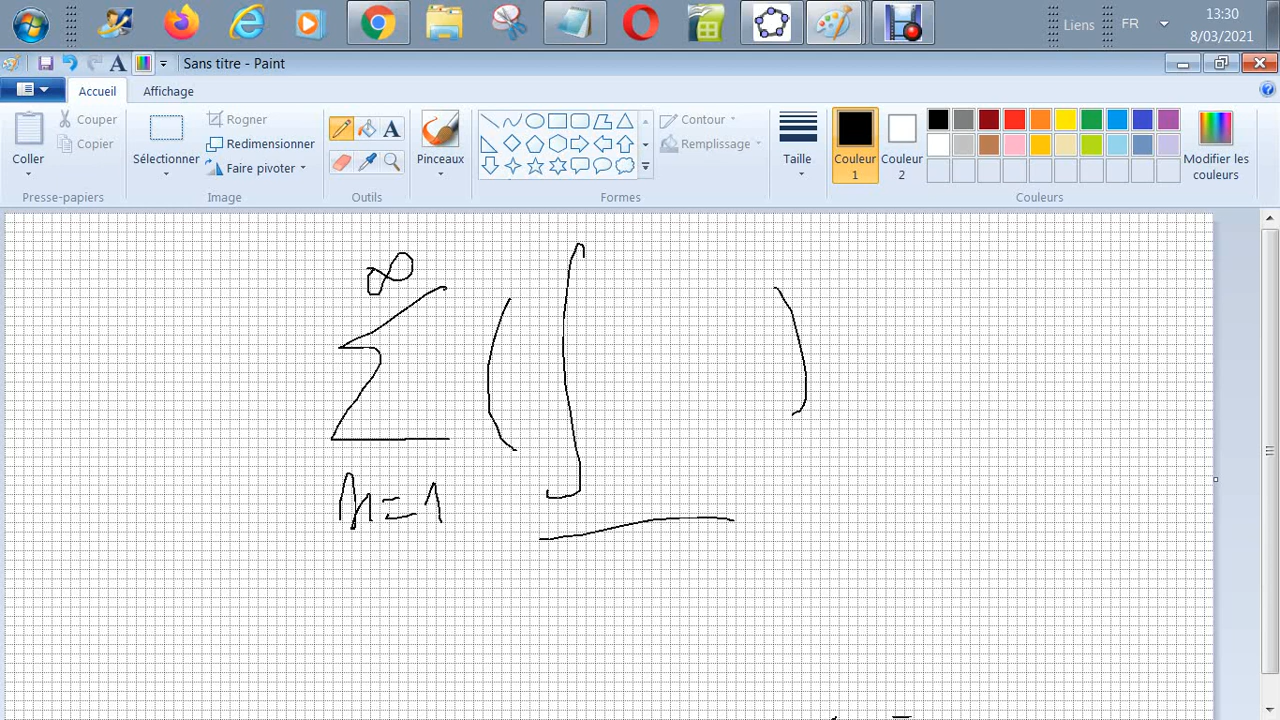 13:30
Liens FR
8/03/2021
Sans titre - Paint
Accueil Affichage
Coller Couper Copier
Presse-papiers
Sélectionner Rogner Redimensionner Faire pivoter
Image
A
Outils
Pinceaux
Contour Remplissage
Formes
Taille
Couleur 1
Couleur 2
Modifier les couleurs
Couleurs
∞
∑ ( ∫ )
n=1